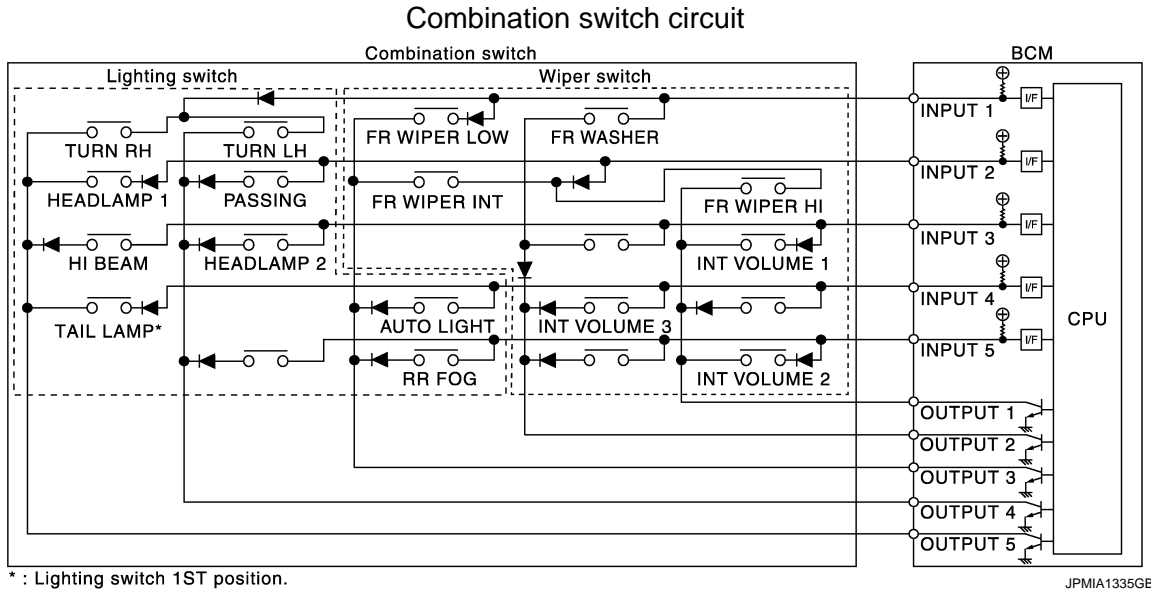 Combination switch circuit
Combination switch
BCM
Lighting switch
Wiper switch
INPUT 1
I/F
TURN RH
TURN LH
FR WIPER LOW
FR WASHER
INPUT 2
I/F
HEADLAMP 1
PASSING
FR WIPER INT
FR WIPER HI
INPUT 3
I/F
HI BEAM
HEADLAMP 2
INT VOLUME 1
INPUT 4
I/F
TAIL LAMP*
AUTO LIGHT
INT VOLUME 3
CPU
INPUT 5
I/F
RR FOG
INT VOLUME 2
OUTPUT 1
OUTPUT 2
OUTPUT 3
OUTPUT 4
OUTPUT 5
* : Lighting switch 1ST position.
JPMIA1335GB